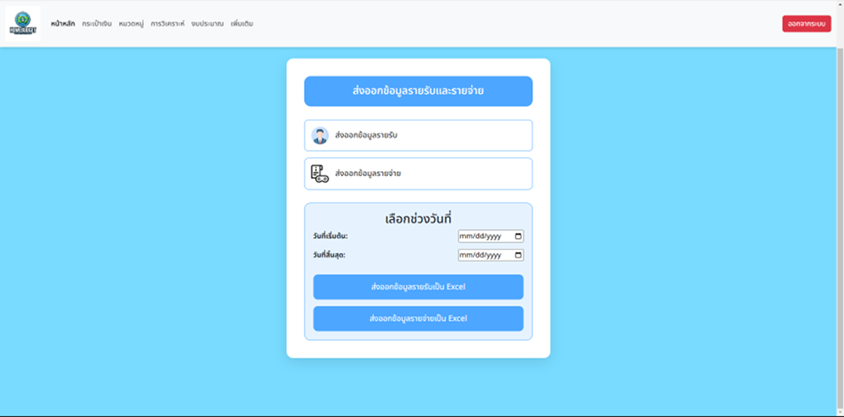 หน้าหลัก กระเป๋าเงิน หมวดหมู่ การวิเคราะห์ งบประมาณ เพิ่มเติม
ออกจากระบบ
ส่งออกข้อมูลรายรับและรายจ่าย
ส่งออกข้อมูลรายรับ
ส่งออกข้อมูลรายจ่าย
เลือกช่วงวันที่
วันที่เริ่มต้น: mm/dd/yyyy
วันที่สิ้นสุด: mm/dd/yyyy
ส่งออกข้อมูลรายรับเป็น Excel
ส่งออกข้อมูลรายจ่ายเป็น Excel